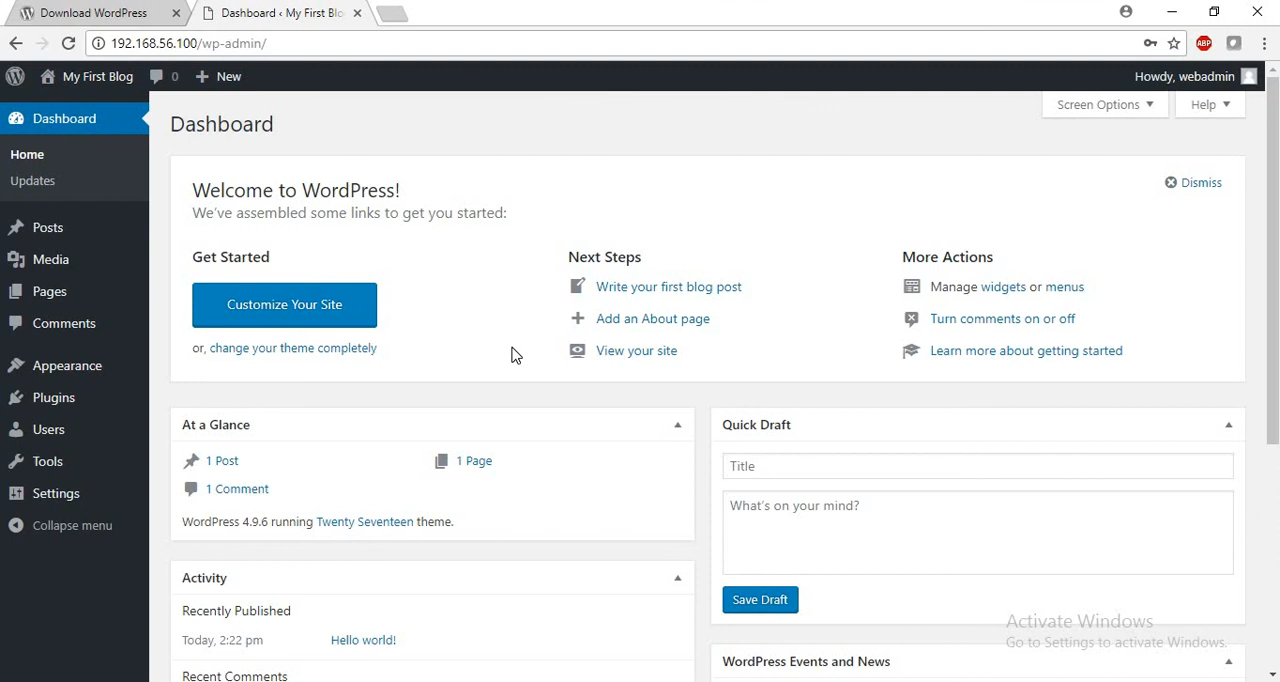 Download WordPress
Dashboard ‹ My First Blo
192.168.56.100/wp-admin/
ABP
My First Blog
0
New
Howdy, webadmin
Dashboard
Home
Updates
Posts
Media
Pages
Comments
Appearance
Plugins
Users
Tools
Settings
Collapse menu
Screen Options
Help
Dashboard
Welcome to WordPress!
We've assembled some links to get you started:
Dismiss
Get Started
Customize Your Site
or, change your theme completely
Next Steps
Write your first blog post
Add an About page
View your site
More Actions
Manage widgets or menus
Turn comments on or off
Learn more about getting started
At a Glance
1 Post
1 Page
1 Comment
WordPress 4.9.6 running Twenty Seventeen theme.
Activity
Recently Published
Today, 2:22 pm
Hello world!
Recent Comments
Quick Draft
Title
What's on your mind?
Save Draft
WordPress Events and News
Activate Windows
Go to Settings to activate Windows.